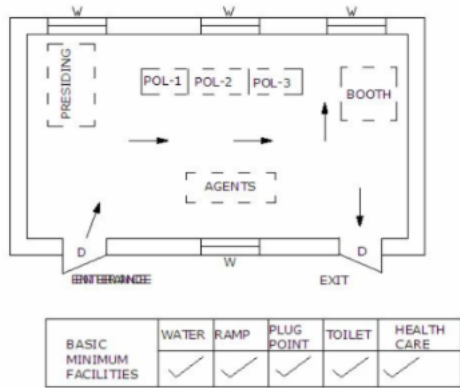 W W W
PRESIDING
POL-1 POL-2 POL-3
BOOTH
AGENTS
D D
W
EXIT
BASIC MINIMUM FACILITIES
WATER RAMP PLUG POINT TOILET HEALTH CARE